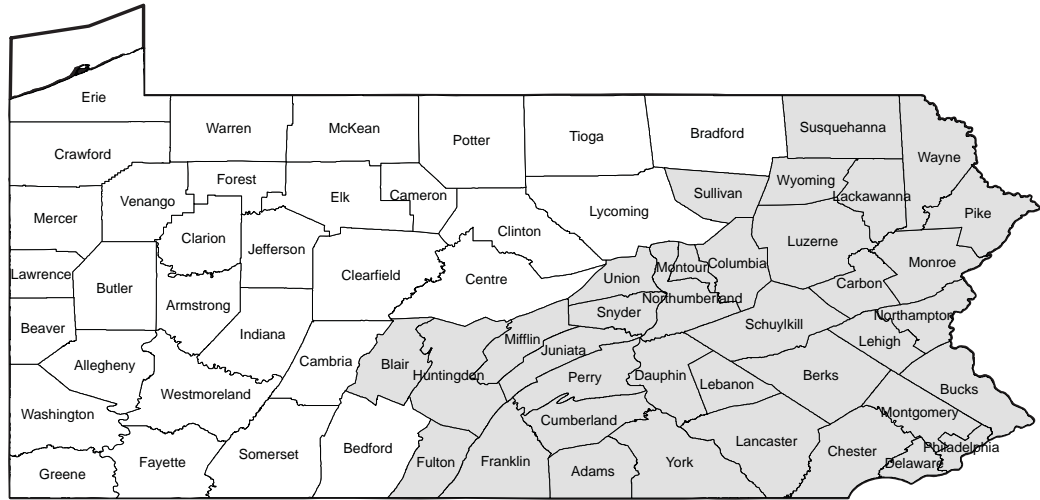 Erie
Crawford
Warren
McKean
Potter
Tioga
Bradford
Susquehanna
Wayne
Forest
Venango
Elk
Cameron
Sullivan
Wyoming
Lackawanna
Mercer
Clarion
Jefferson
Clinton
Lycoming
Luzerne
Pike
Lawrence
Butler
Armstrong
Clearfield
Centre
Union
Montour
Columbia
Carbon
Monroe
Beaver
Indiana
Snyder
Northumberland
Schuylkill
Northampton
Allegheny
Cambria
Blair
Huntingdon
Mifflin
Juniata
Lehigh
Westmoreland
Perry
Dauphin
Lebanon
Berks
Bucks
Washington
Cumberland
Montgomery
Greene
Fayette
Somerset
Bedford
Fulton
Franklin
Adams
York
Lancaster
Chester
Delaware
Philadelphia